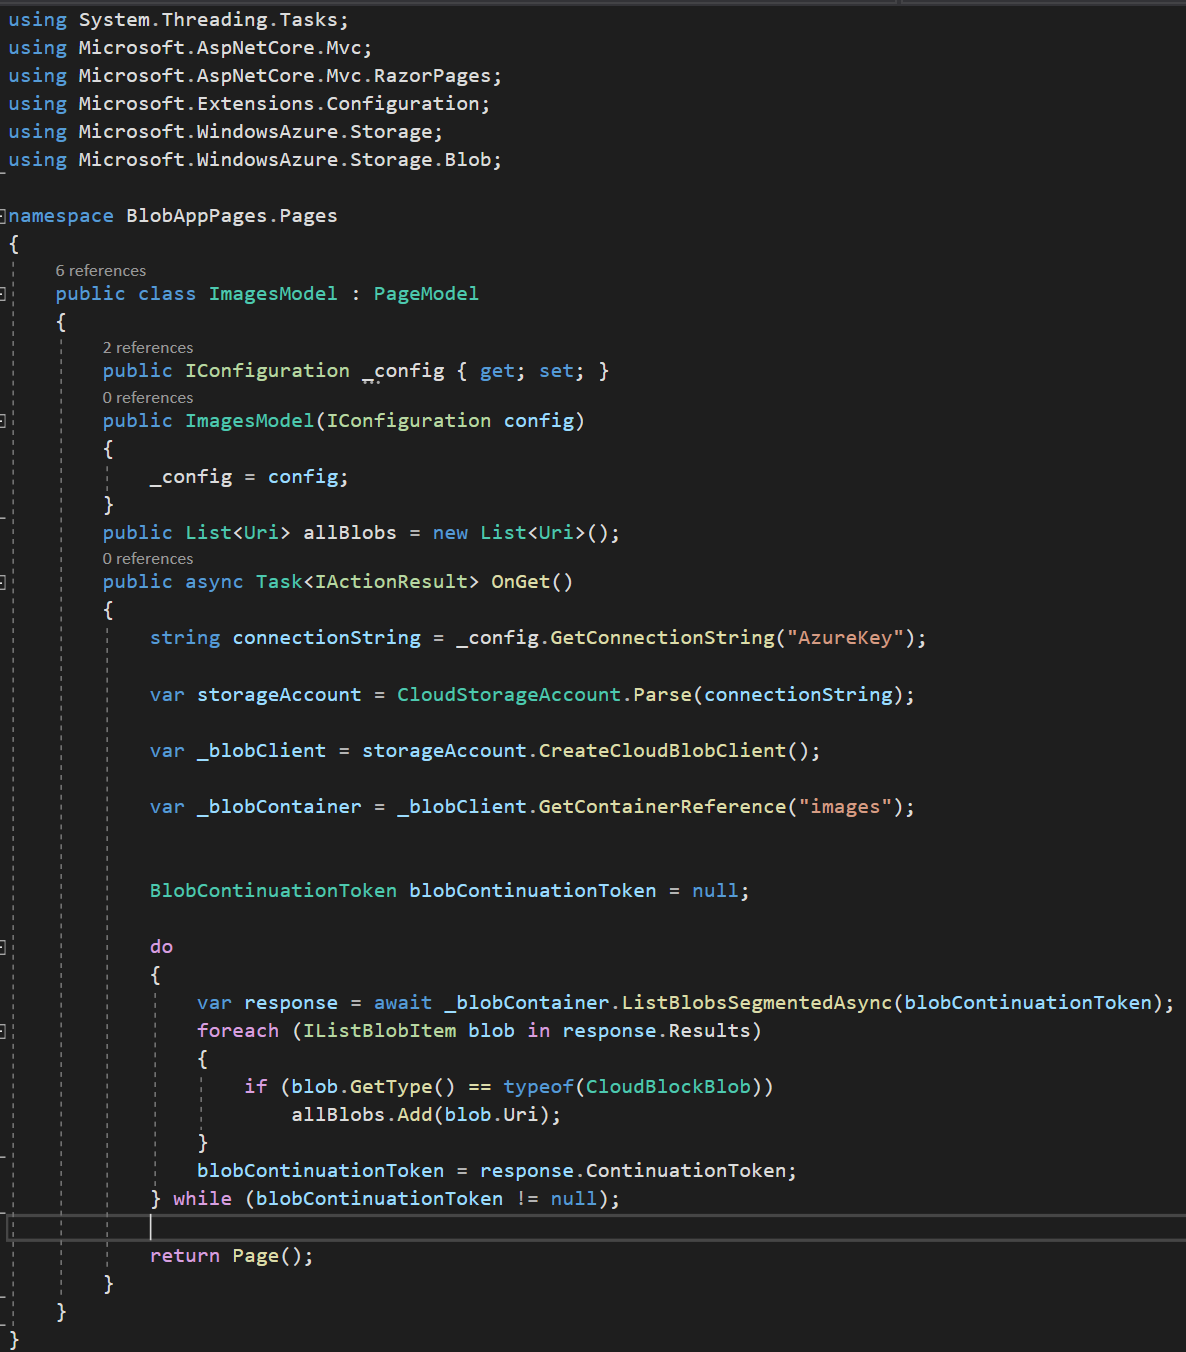 using System.Threading.Tasks;
using Microsoft.AspNetCore.Mvc;
using Microsoft.AspNetCore.Mvc.RazorPages;
using Microsoft.Extensions.Configuration;
using Microsoft.WindowsAzure.Storage;
using Microsoft.WindowsAzure.Storage.Blob;
namespace BlobAppPages.Pages
{
6 references
public class ImagesModel : PageModel
{
2 references
public IConfiguration _config { get; set; }
0 references
public ImagesModel(IConfiguration config)
{
_config = config;
}
public List<Uri> allBlobs = new List<Uri>();
0 references
public async Task<IActionResult> OnGet()
{
string connectionString = _config.GetConnectionString("AzureKey");
var storageAccount = CloudStorageAccount.Parse(connectionString);
var _blobClient = storageAccount.CreateCloudBlobClient();
var _blobContainer = _blobClient.GetContainerReference("images");
BlobContinuationToken blobContinuationToken = null;
do
{
var response = await _blobContainer.ListBlobsSegmentedAsync(blobContinuationToken);
foreach (IListBlobItem blob in response.Results)
{
if (blob.GetType() == typeof(CloudBlockBlob))
allBlobs.Add(blob.Uri);
}
blobContinuationToken = response.ContinuationToken;
} while (blobContinuationToken != null);
return Page();
}
}
}